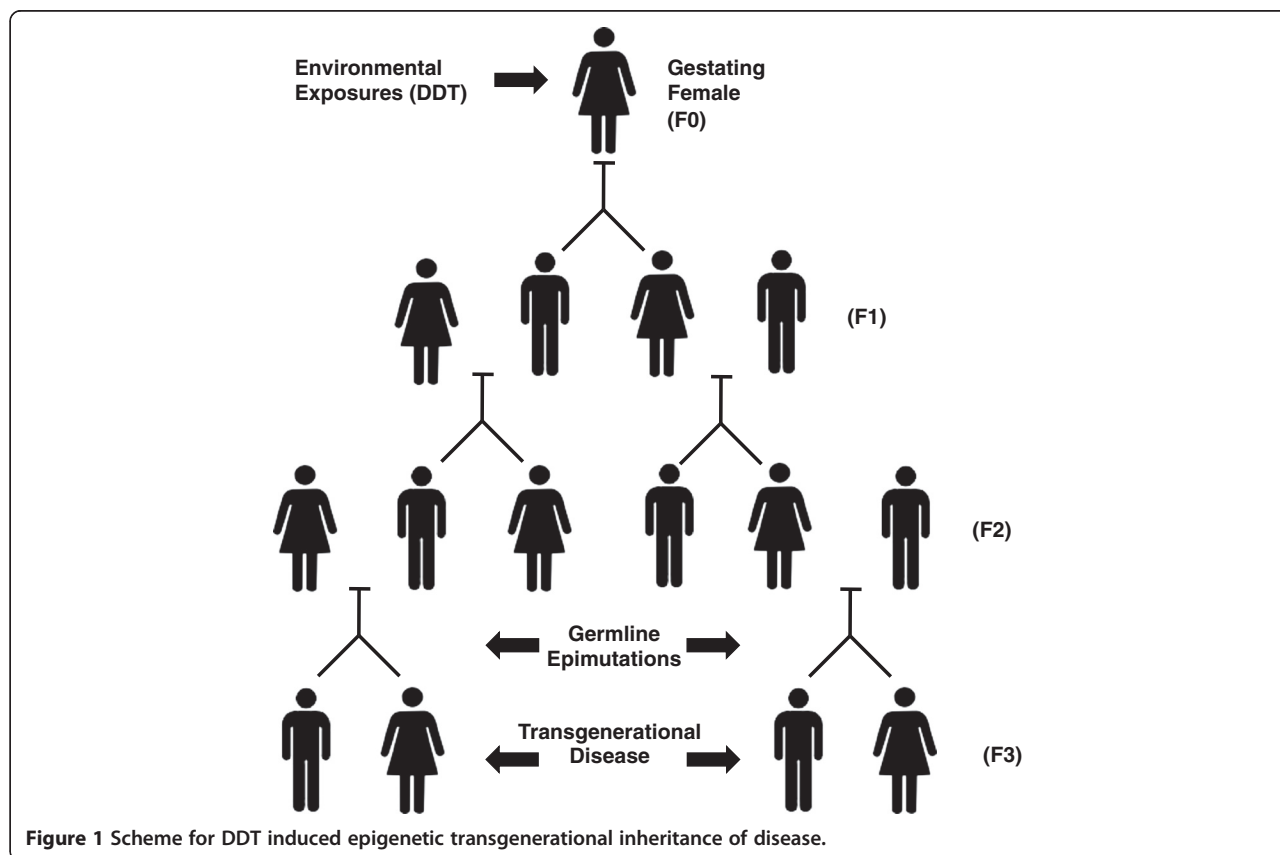 Environmental
Exposures (DDT)
Gestating
Female
(F0)
(F1)
(F2)
Germline
Epimutations
Transgenerational
Disease
(F3)
Figure 1 Scheme for DDT induced epigenetic transgenerational inheritance of disease.